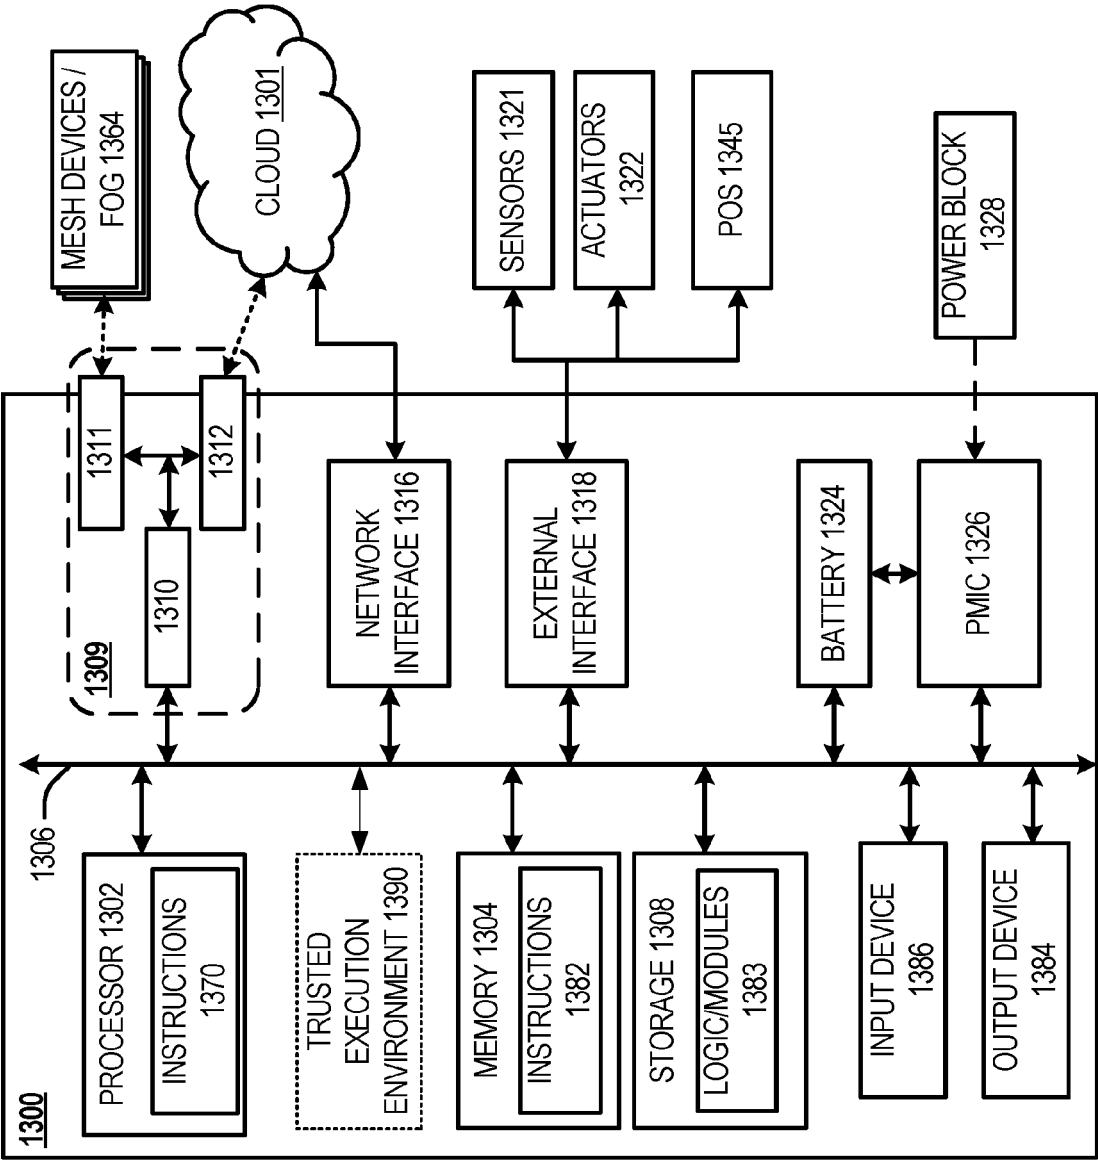 1300
PROCESSOR 1302
INSTRUCTIONS
1370
TRUSTED
EXECUTION
ENVIRONMENT 1390
MEMORY 1304
INSTRUCTIONS
1382
STORAGE 1308
LOGIC/MODULES
1383
INPUT DEVICE
1386
OUTPUT DEVICE
1384
1306
1309
1310
1311
1312
NETWORK
INTERFACE 1316
EXTERNAL
INTERFACE 1318
BATTERY 1324
PMIC 1326
MESH DEVICES /
FOG 1364
CLOUD 1301
SENSORS 1321
ACTUATORS
1322
POS 1345
POWER BLOCK
1328